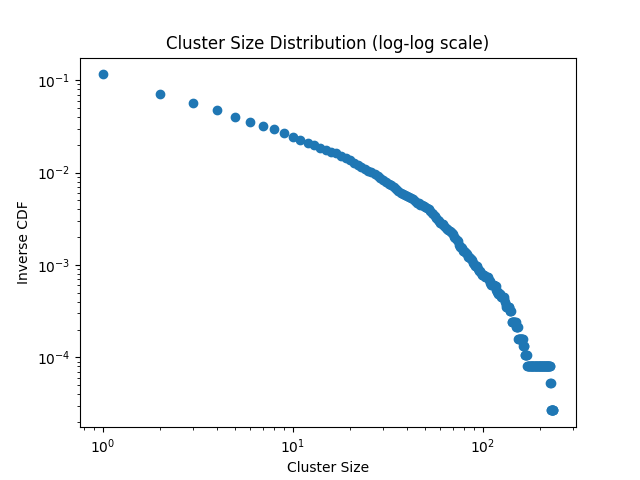 Cluster Size Distribution (log-log scale)
10⁻¹
10⁻²
10⁻³
10⁻⁴
Inverse CDF
10⁰ 10¹ 10²
Cluster Size